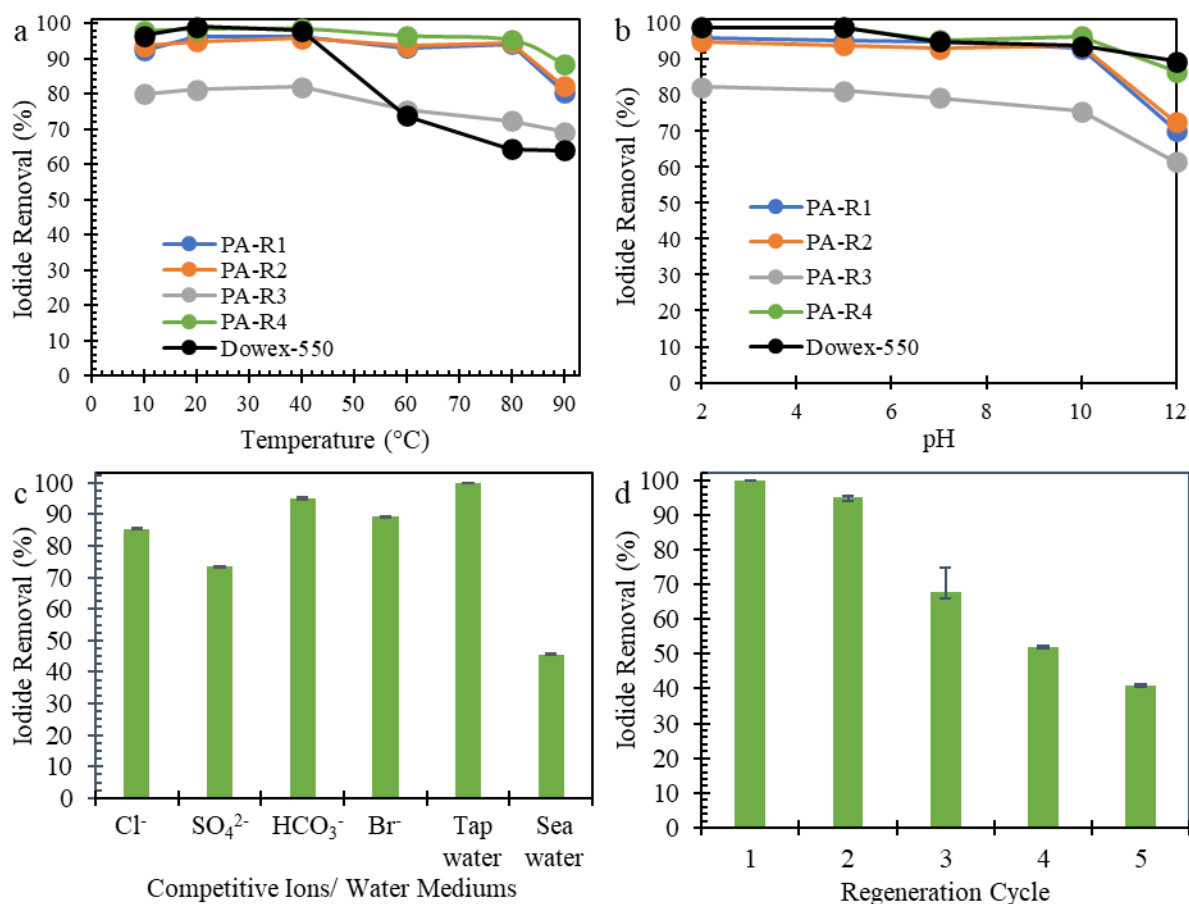 a
Iodide Removal (%)
100
90
80
70
60
50
40
30
20
10
0
PA-R1
PA-R2
PA-R3
PA-R4
Dowex-550
0 10 20 30 40 50 60 70 80 90
Temperature (°C)
b
Iodide Removal (%)
100
90
80
70
60
50
40
30
20
10
0
PA-R1
PA-R2
PA-R3
PA-R4
Dowex-550
2 4 6 8 10 12
pH
c
Iodide Removal (%)
100
90
80
70
60
50
40
30
20
10
0
Cl⁻ SO₄²⁻ HCO₃⁻ Br⁻ Tap Sea
water water
Competitive Ions/ Water Mediums
d
Iodide Removal (%)
100
90
80
70
60
50
40
30
20
10
0
1 2 3 4 5
Regeneration Cycle